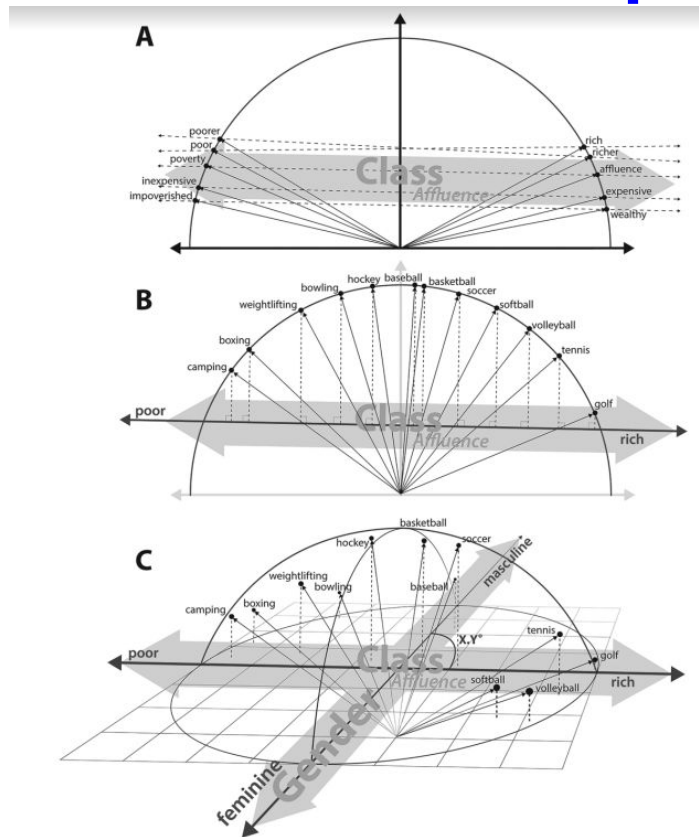 A
poorer
poor
poverty
inexpensive
impoverished
rich
richer
affluence
expensive
wealthy
Class
Affluence
B
camping
boxing
weightlifting
bowling
hockey
baseball
basketball
soccer
softball
volleyball
tennis
golf
Class
Affluence
poor
rich
C
camping
boxing
weightlifting
bowling
hockey
basketball
soccer
baseball
masculine
X,Y°
tennis
golf
poor
Class
Affluence
rich
softball
volleyball
Gender
feminine